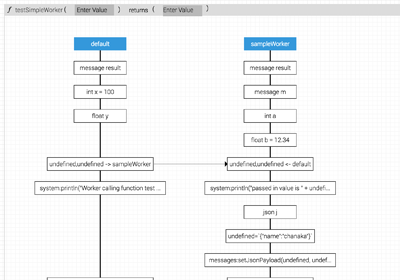 f testSimpleWorker ( Enter Value ) returns ( Enter Value )
default
message result
int x = 100
float y
undefined,undefined -> sampleWorker
system:println("Worker calling function test ...
sampleWorker
message result
message m
int a
float b = 12.34
undefined,undefined <- default
system:println("passed in value is " + undefi...
json j
undefined=`{"name":"chanaka"}`
messages:setJsonPayload(undefined, undef...